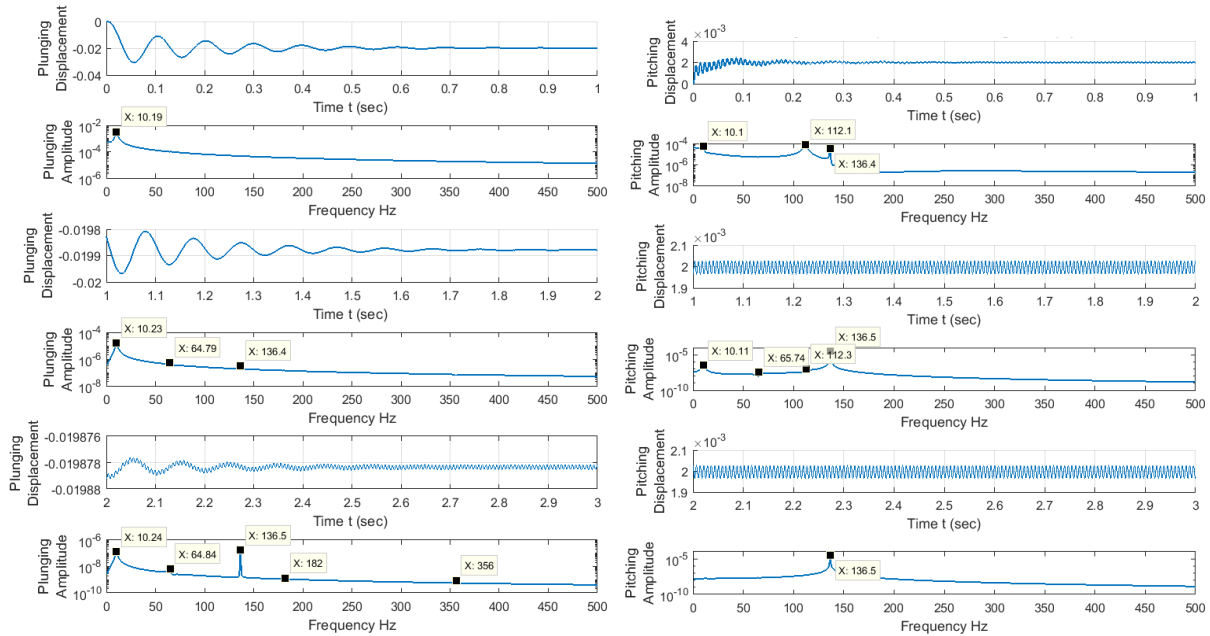 0
-0.02
-0.04
Plunging
Displacement
0 0.1 0.2 0.3 0.4 0.5 0.6 0.7 0.8 0.9 1
Time t (sec)
X: 10.19
10^-2
10^-4
10^-6
Plunging
Amplitude
0 50 100 150 200 250 300 350 400 450 500
Frequency Hz
-0.0198
-0.0199
-0.02
Plunging
Displacement
1 1.1 1.2 1.3 1.4 1.5 1.6 1.7 1.8 1.9 2
Time t (sec)
X: 10.23
X: 64.79
X: 136.4
10^-4
10^-6
10^-8
Plunging
Amplitude
0 50 100 150 200 250 300 350 400 450 500
Frequency Hz
-0.019876
-0.019878
-0.01988
Plunging
Displacement
2 2.1 2.2 2.3 2.4 2.5 2.6 2.7 2.8 2.9 3
Time t (sec)
X: 10.24
X: 64.84
X: 136.5
X: 182
X: 356
10^-6
10^-8
10^-10
Plunging
Amplitude
0 50 100 150 200 250 300 350 400 450 500
Frequency Hz
×10^-3
4
2
0
Pitching
Displacement
0 0.1 0.2 0.3 0.4 0.5 0.6 0.7 0.8 0.9 1
Time t (sec)
X: 10.1
X: 112.1
X: 136.4
10^-4
10^-6
10^-8
Pitching
Amplitude
0 50 100 150 200 250 300 350 400 450 500
Frequency Hz
×10^-3
2.1
2
1.9
Pitching
Displacement
1 1.1 1.2 1.3 1.4 1.5 1.6 1.7 1.8 1.9 2
Time t (sec)
X: 136.5
X: 10.11
X: 65.74
X: 112.3
10^-5
10^-10
Pitching
Amplitude
0 50 100 150 200 250 300 350 400 450 500
Frequency Hz
×10^-3
2.1
2
1.9
Pitching
Displacement
2 2.1 2.2 2.3 2.4 2.5 2.6 2.7 2.8 2.9 3
Time t (sec)
X: 136.5
10^-5
10^-10
Pitching
Amplitude
0 50 100 150 200 250 300 350 400 450 500
Frequency Hz